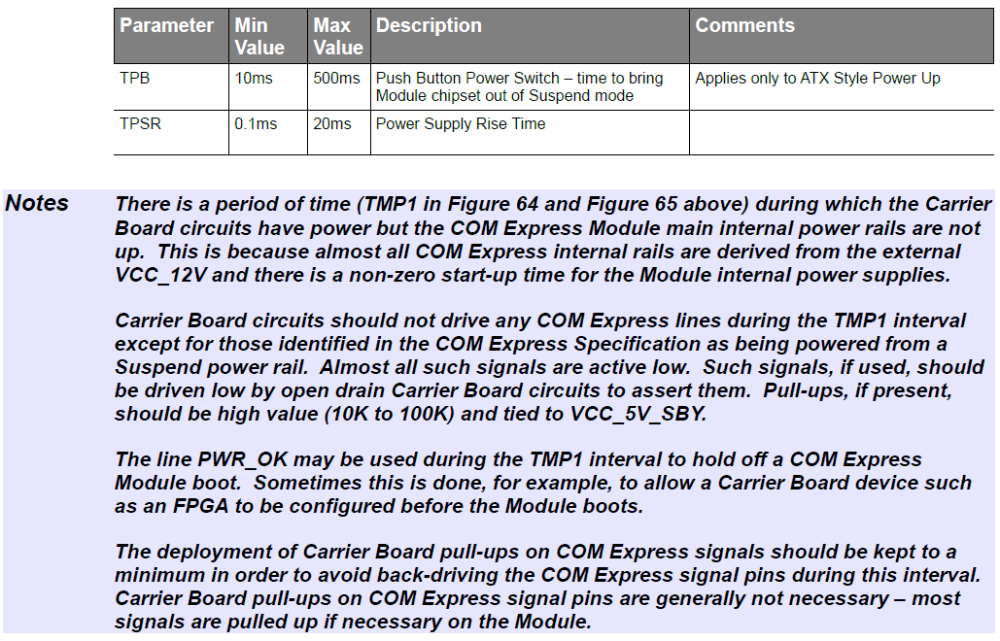 Parameter Min Value Max Value Description Comments
TPB 10ms 500ms Push Button Power Switch – time to bring Module chipset out of Suspend mode Applies only to ATX Style Power Up
TPSR 0.1ms 20ms Power Supply Rise Time
Notes
There is a period of time (TMP1 in Figure 64 and Figure 65 above) during which the Carrier
Board circuits have power but the COM Express Module main internal power rails are not
up. This is because almost all COM Express internal rails are derived from the external
VCC_12V and there is a non-zero start-up time for the Module internal power supplies.
Carrier Board circuits should not drive any COM Express lines during the TMP1 interval
except for those identified in the COM Express Specification as being powered from a
Suspend power rail. Almost all such signals are active low. Such signals, if used, should
be driven low by open drain Carrier Board circuits to assert them. Pull-ups, if present,
should be high value (10K to 100K) and tied to VCC_5V_SBY.
The line PWR_OK may be used during the TMP1 interval to hold off a COM Express
Module boot. Sometimes this is done, for example, to allow a Carrier Board device such
as an FPGA to be configured before the Module boots.
The deployment of Carrier Board pull-ups on COM Express signals should be kept to a
minimum in order to avoid back-driving the COM Express signal pins during this interval.
Carrier Board pull-ups on COM Express signal pins are generally not necessary – most
signals are pulled up if necessary on the Module.